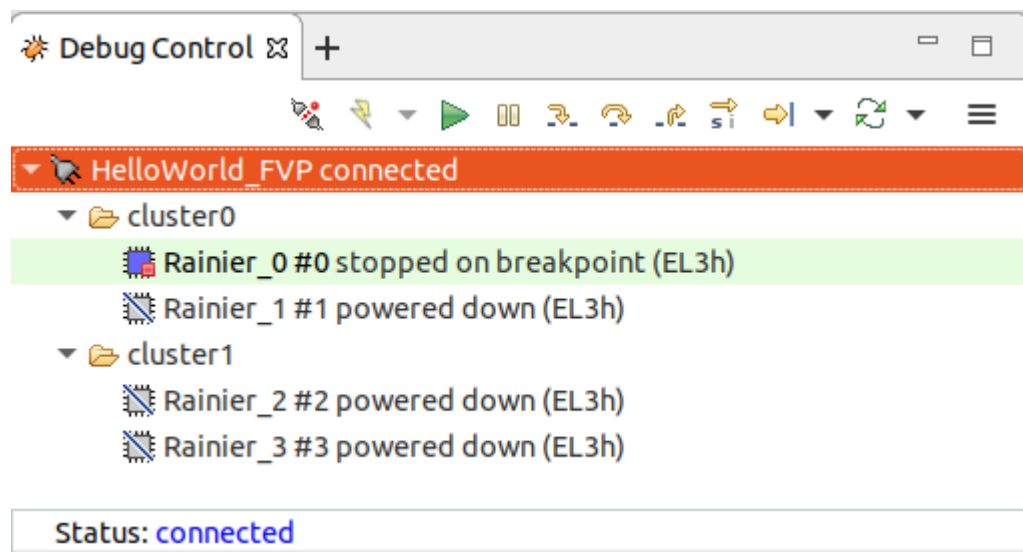 Debug Control
si
HelloWorld_FVP connected
cluster0
Rainier_0 #0 stopped on breakpoint (EL3h)
Rainier_1 #1 powered down (EL3h)
cluster1
Rainier_2 #2 powered down (EL3h)
Rainier_3 #3 powered down (EL3h)
Status: connected